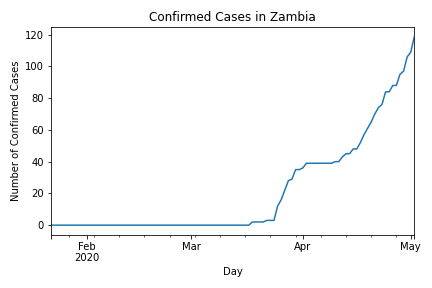 Confirmed Cases in Zambia
Number of Confirmed Cases
120
100
80
60
40
20
0
Feb
2020
Mar
Apr
May
Day